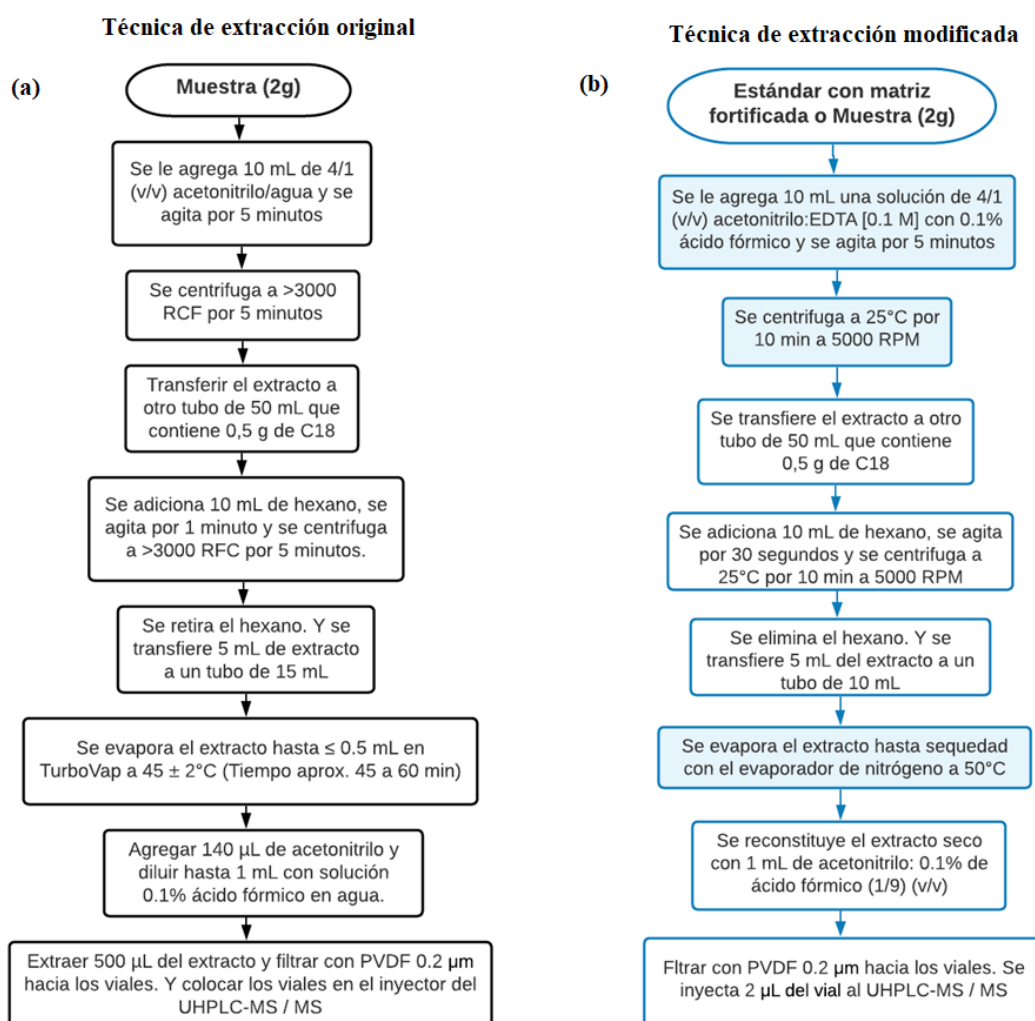 Técnica de extracción original
(a)
Muestra (2g)
Se le agrega 10 mL de 4/1
(v/v) acetonitrilo/agua y se
agita por 5 minutos
Se centrifuga a >3000
RCF por 5 minutos
Transferir el extracto a
otro tubo de 50 mL que
contiene 0,5 g de C18
Se adiciona 10 mL de hexano, se
agita por 1 minuto y se centrifuga
a >3000 RFC por 5 minutos.
Se retira el hexano. Y se
transfiere 5 mL de extracto
a un tubo de 15 mL
Se evapora el extracto hasta ≤ 0.5 mL en
TurboVap a 45 ± 2°C (Tiempo aprox. 45 a 60 min)
Agregar 140 µL de acetonitrilo y
diluir hasta 1 mL con solución
0.1% ácido fórmico en agua.
Extraer 500 µL del extracto y filtrar con PVDF 0.2 µm
hacia los viales. Y colocar los viales en el inyector del
UHPLC-MS / MS
Técnica de extracción modificada
(b)
Estándar con matriz
fortificada o Muestra (2g)
Se le agrega 10 mL una solución de 4/1
(v/v) acetonitrilo:EDTA [0.1 M] con 0.1%
ácido fórmico y se agita por 5 minutos
Se centrifuga a 25°C por
10 min a 5000 RPM
Se transfiere el extracto a otro
tubo de 50 mL que contiene
0,5 g de C18
Se adiciona 10 mL de hexano, se agita
por 30 segundos y se centrifuga a
25°C por 10 min a 5000 RPM
Se elimina el hexano. Y se
transfiere 5 mL del extracto a un
tubo de 10 mL
Se evapora el extracto hasta sequedad
con el evaporador de nitrógeno a 50°C
Se reconstituye el extracto seco
con 1 mL de acetonitrilo: 0.1% de
ácido fórmico (1/9) (v/v)
Fltrar con PVDF 0.2 µm hacia los viales. Se
inyecta 2 µL del vial al UHPLC-MS / MS